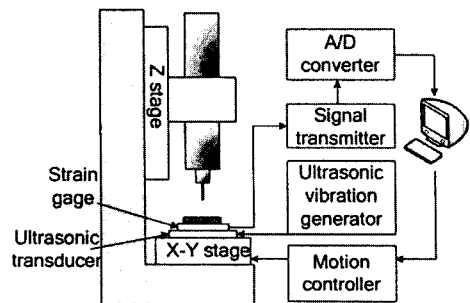 Z stage
A/D
converter
Signal
transmitter
Strain
gage
Ultrasonic
vibration
generator
Ultrasonic
transducer
X-Y stage
Motion
controller